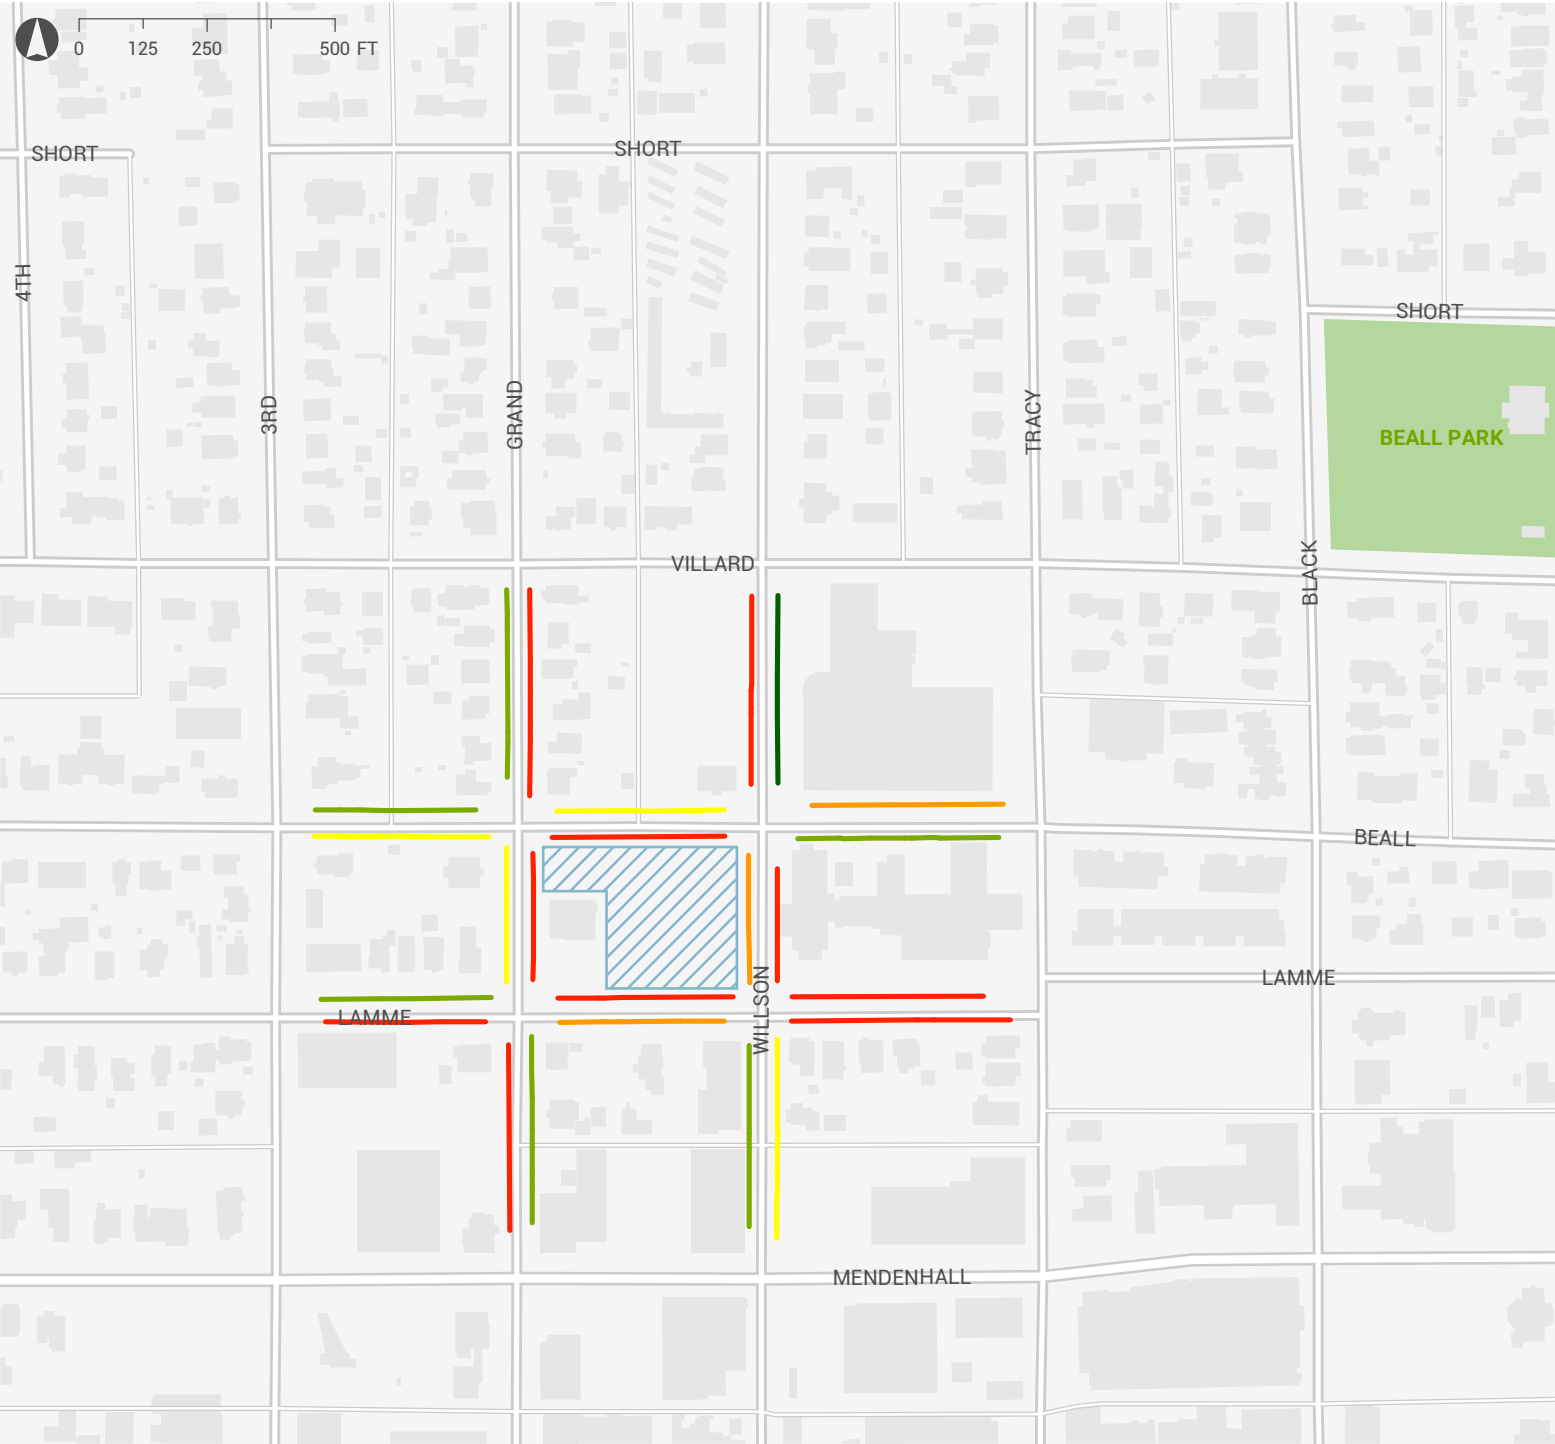 0 125 250 500 FT
SHORT
SHORT
4TH
SHORT
3RD
GRAND
TRACY
BEALL PARK
VILLARD
BLACK
BEALL
WILLSON
LAMME
LAMME
MENDENHALL